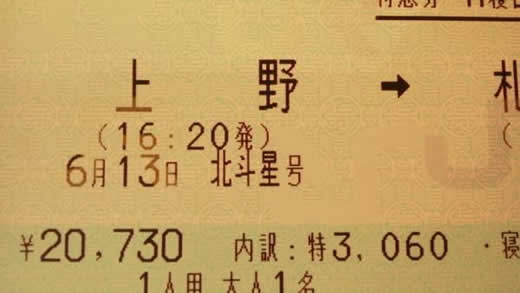 上野 → 札
(16:20発) (
6月13日 北斗星号
¥20,730 内訳:特3,060・寝
1人用 大人1名